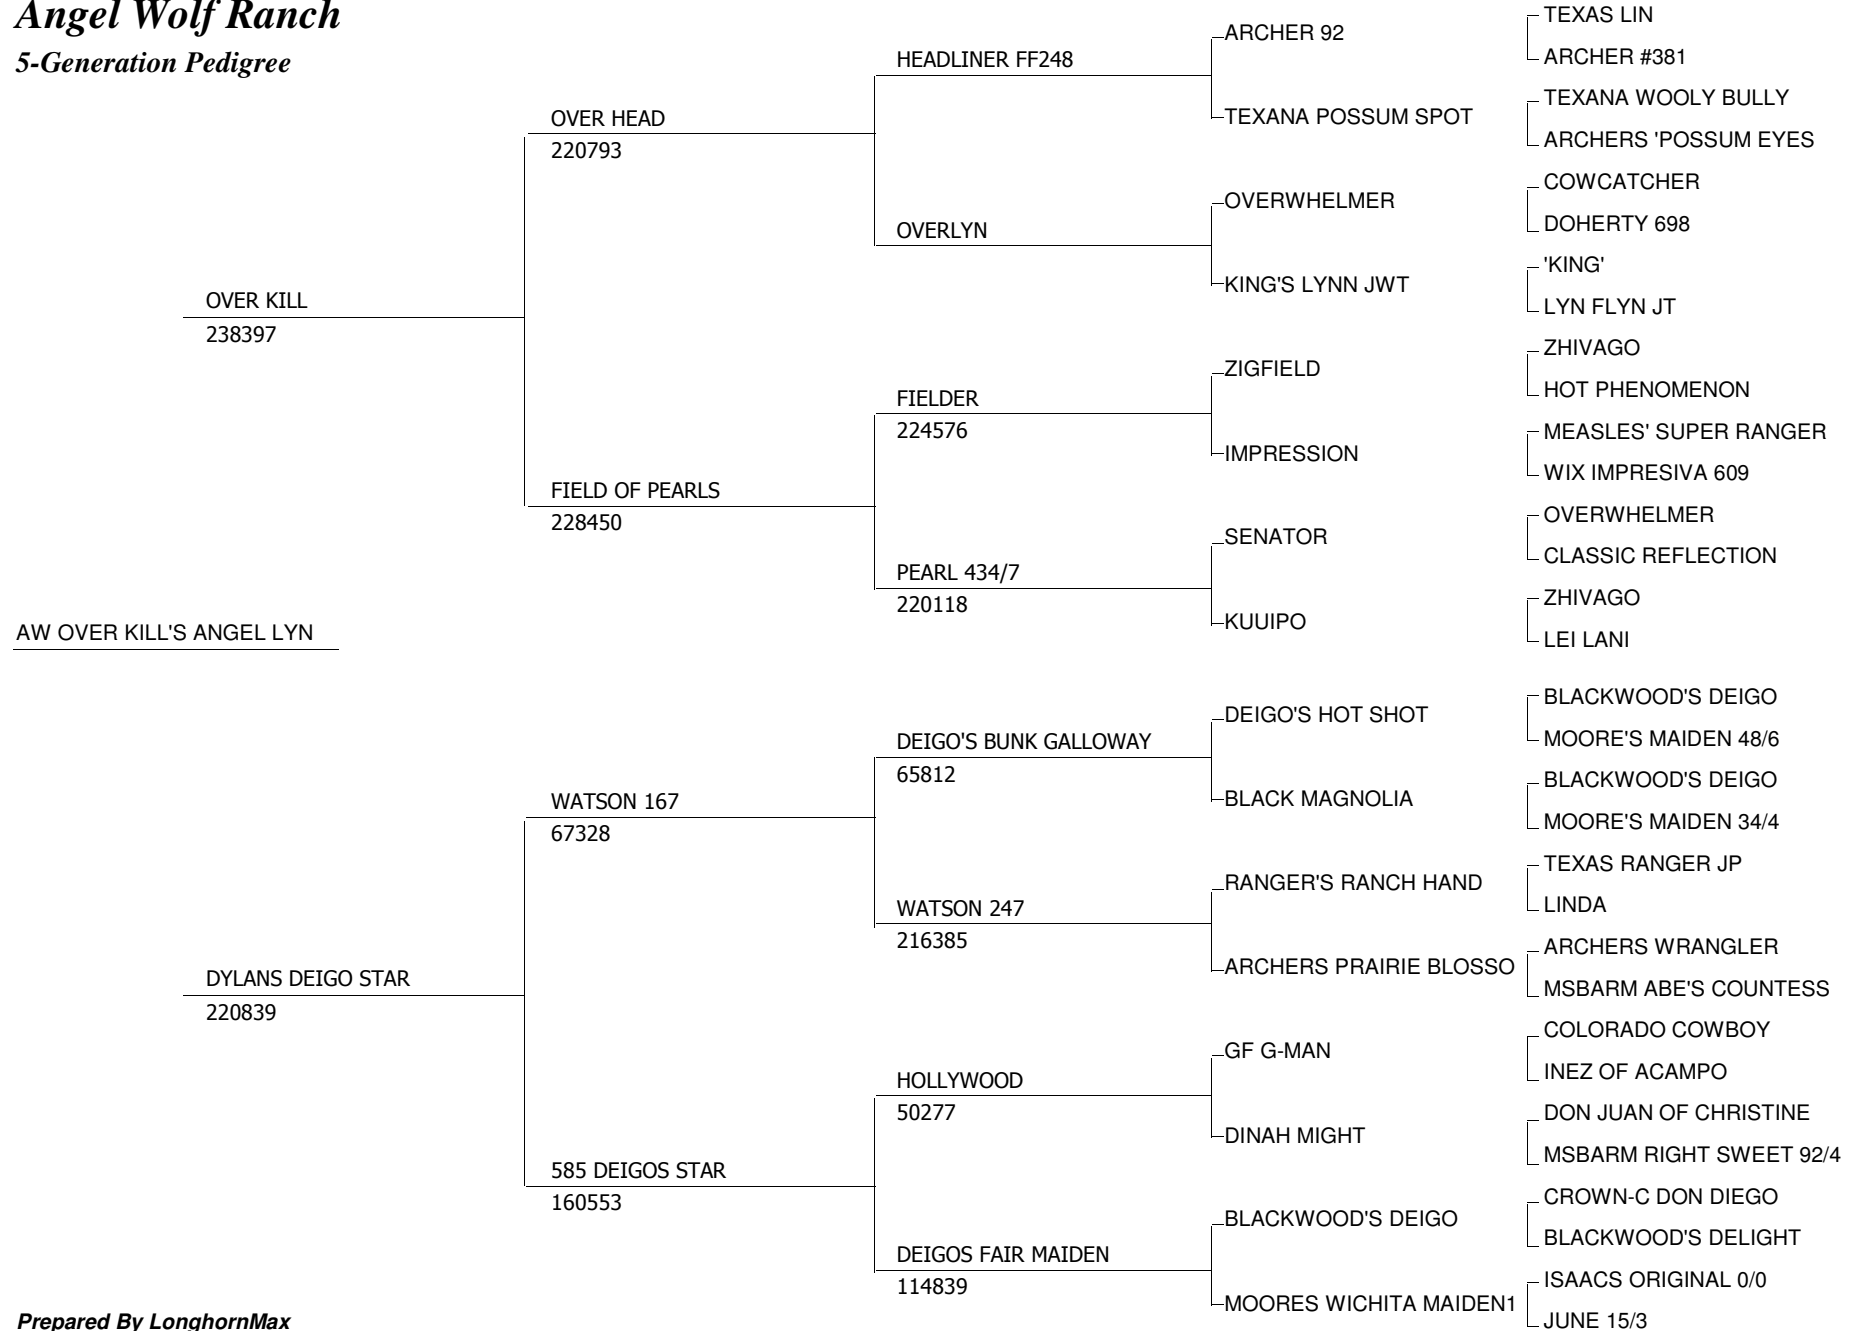 Angel Wolf Ranch
5-Generation Pedigree
AW OVER KILL'S ANGEL LYN
OVER KILL
238397
DYLANS DEIGO STAR
220839
OVER HEAD
220793
FIELD OF PEARLS
228450
WATSON 167
67328
585 DEIGOS STAR
160553
HEADLINER FF248
OVERLYN
FIELDER
224576
PEARL 434/7
220118
DEIGO'S BUNK GALLOWAY
65812
WATSON 247
216385
HOLLYWOOD
50277
DEIGOS FAIR MAIDEN
114839
ARCHER 92
TEXANA POSSUM SPOT
OVERWHELMER
KING'S LYNN JWT
ZIGFIELD
IMPRESSION
SENATOR
KUUIPO
DEIGO'S HOT SHOT
BLACK MAGNOLIA
RANGER'S RANCH HAND
ARCHERS PRAIRIE BLOSSO
GF G-MAN
DINAH MIGHT
BLACKWOOD'S DEIGO
MOORES WICHITA MAIDEN1
TEXAS LIN
ARCHER #381
TEXANA WOOLY BULLY
ARCHERS 'POSSUM EYES
COWCATCHER
DOHERTY 698
'KING'
LYN FLYN JT
ZHIVAGO
HOT PHENOMENON
MEASLES' SUPER RANGER
WIX IMPRESIVA 609
OVERWHELMER
CLASSIC REFLECTION
ZHIVAGO
LEI LANI
BLACKWOOD'S DEIGO
MOORE'S MAIDEN 48/6
BLACKWOOD'S DEIGO
MOORE'S MAIDEN 34/4
TEXAS RANGER JP
LINDA
ARCHERS WRANGLER
MSBARM ABE'S COUNTESS
COLORADO COWBOY
INEZ OF ACAMPO
DON JUAN OF CHRISTINE
MSBARM RIGHT SWEET 92/4
CROWN-C DON DIEGO
BLACKWOOD'S DELIGHT
ISAACS ORIGINAL 0/0
JUNE 15/3
Prepared By LonghornMax